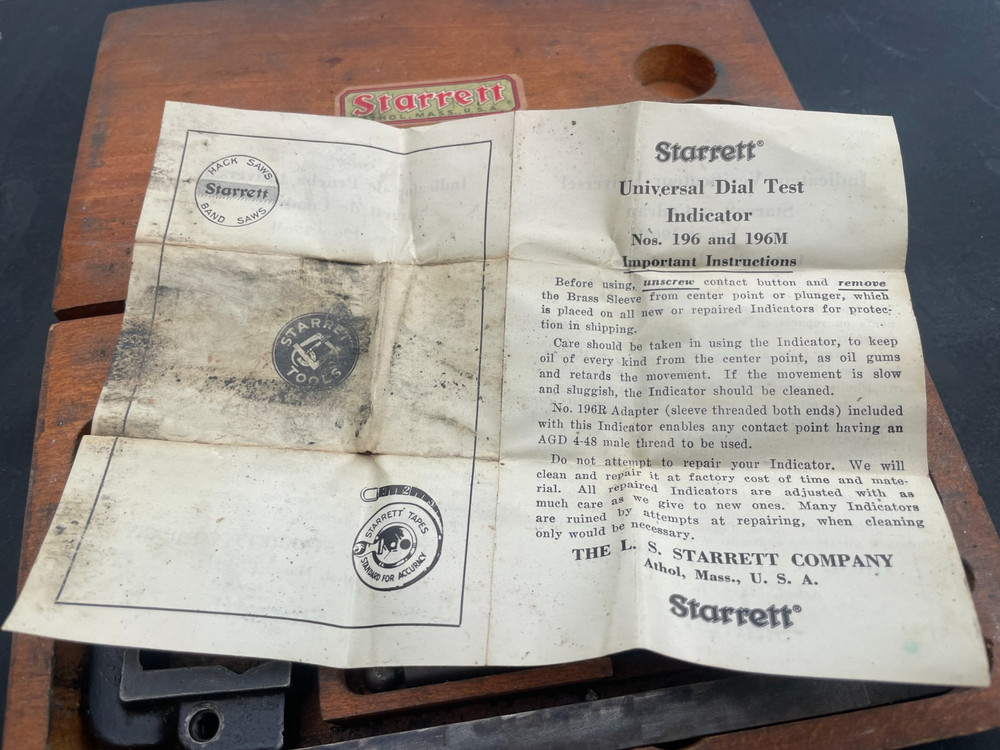 Starrett
ATHOL, MASS. U.S.A.
HACK SAWS
Starrett
BAND SAWS
STARRETT
TOOLS
STARRETT TAPES
STANDARD FOR ACCURACY
Starrett®
Universal Dial Test
Indicator
Nos. 196 and 196M
Important Instructions
Before using, unscrew contact button and remove
the Brass Sleeve from center point or plunger, which
is placed on all new or repaired Indicators for protec-
tion in shipping.
Care should be taken in using the Indicator, to keep
oil of every kind from the center point, as oil gums
and retards the movement. If the movement is slow
and sluggish, the Indicator should be cleaned.
No. 196R Adapter (sleeve threaded both ends) included
with this Indicator enables any contact point having an
AGD 4-48 male thread to be used.
Do not attempt to repair your Indicator. We will
clean and repair it at factory cost of time and mate-
rial. All repaired Indicators are adjusted with as
much care as we give to new ones. Many Indicators
are ruined by attempts at repairing, when cleaning
only would be necessary.
THE L. S. STARRETT COMPANY
Athol, Mass., U. S. A.
Starrett®